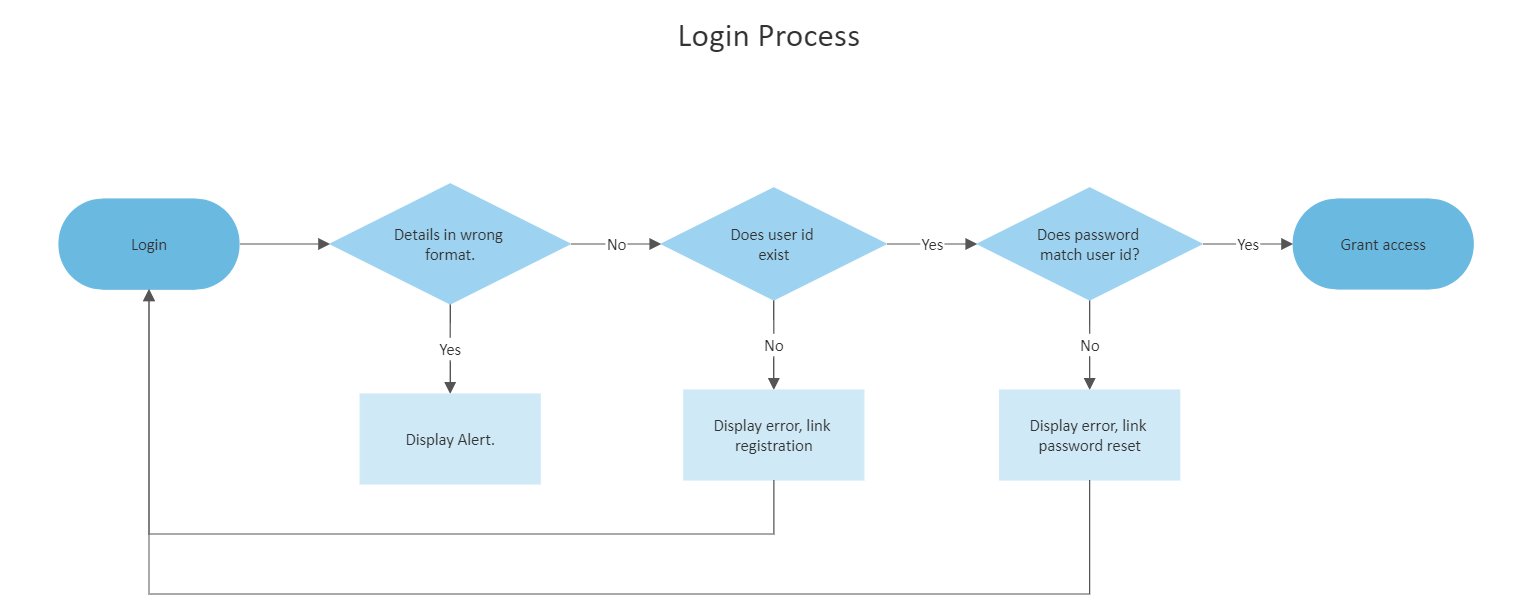 Login Process
Login
Details in wrong
format.
No
Does user id
exist
Yes
Does password
match user id?
Yes
Grant access
Yes
No
No
Display Alert.
Display error, link
registration
Display error, link
password reset